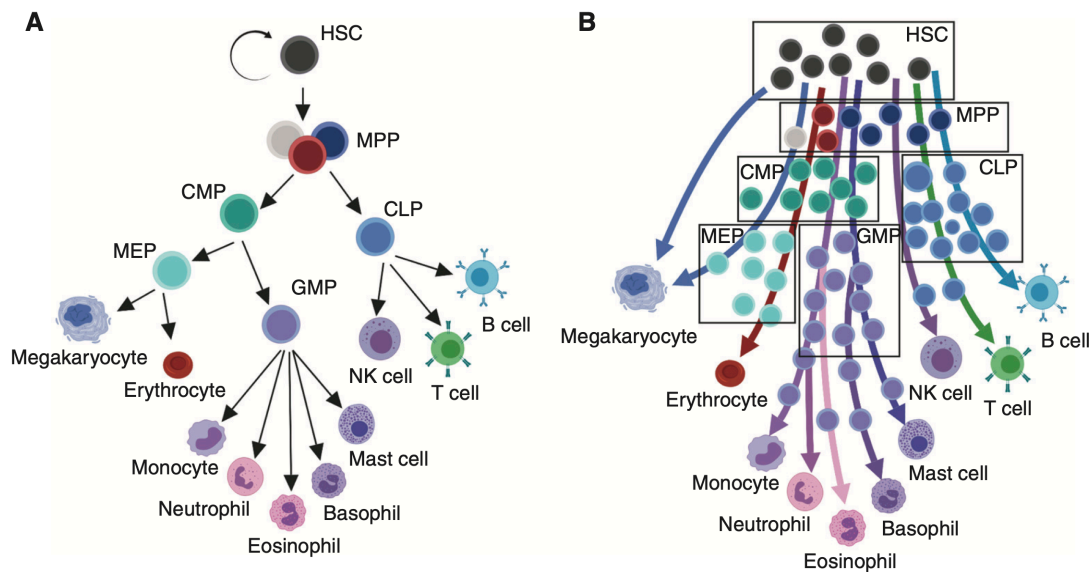 A
HSC
MPP
CMP
CLP
MEP
GMP
B cell
Megakaryocyte
NK cell
T cell
Erythrocyte
Mast cell
Monocyte
Neutrophil
Basophil
Eosinophil
B
HSC
MPP
CMP
CLP
MEP
GMP
Megakaryocyte
B cell
Erythrocyte
NK cell
T cell
Mast cell
Monocyte
Neutrophil
Basophil
Eosinophil